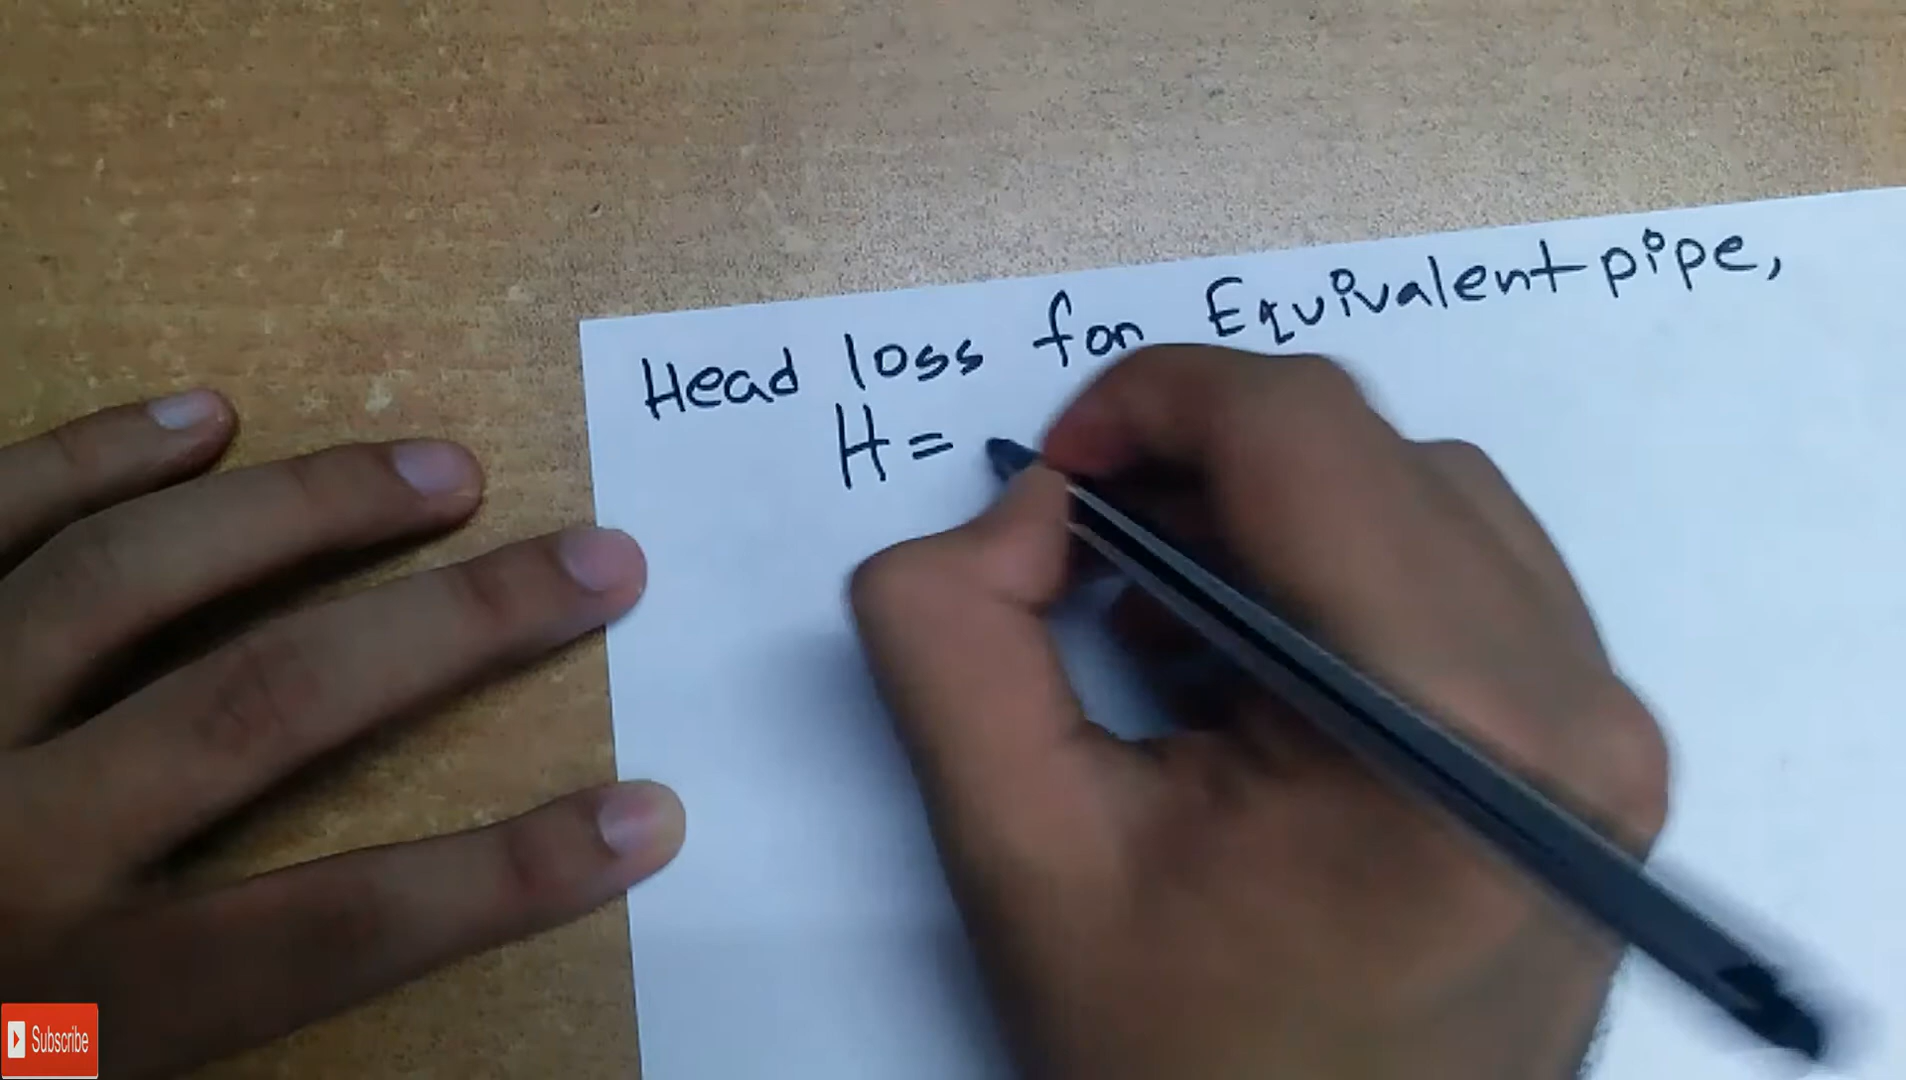 Head loss for Equivalent pipe,
H =
Subscribe